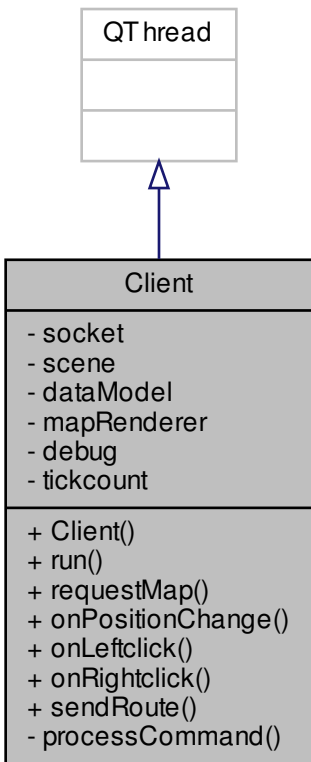 QThread
Client
- socket
- scene
- dataModel
- mapRenderer
- debug
- tickcount
+ Client()
+ run()
+ requestMap()
+ onPositionChange()
+ onLeftclick()
+ onRightclick()
+ sendRoute()
- processCommand()